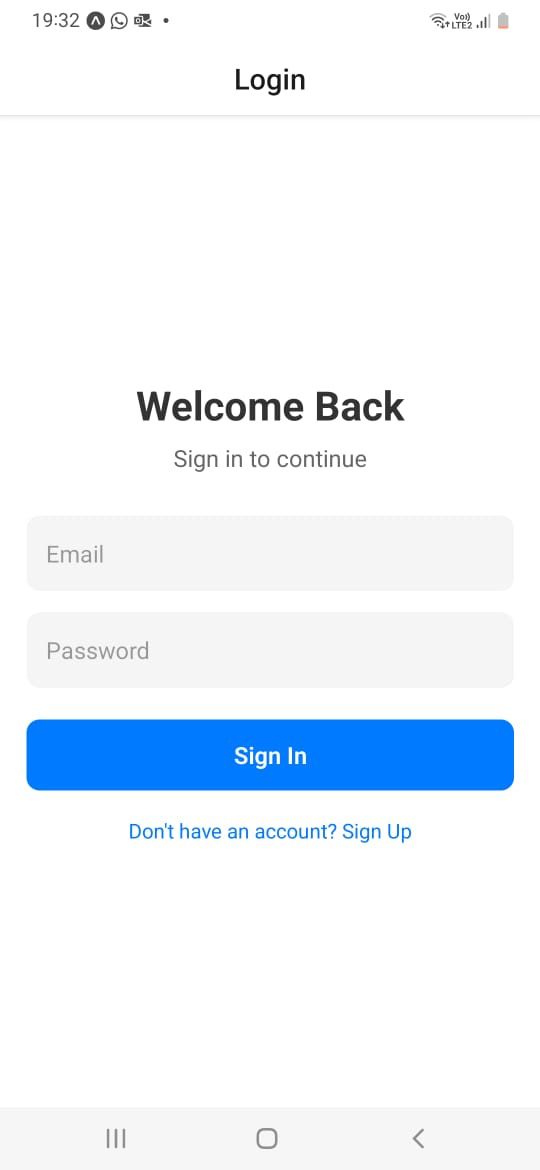 19:32
Vo))
LTE2
Login
Welcome Back
Sign in to continue
Email
Password
Sign In
Don't have an account? Sign Up